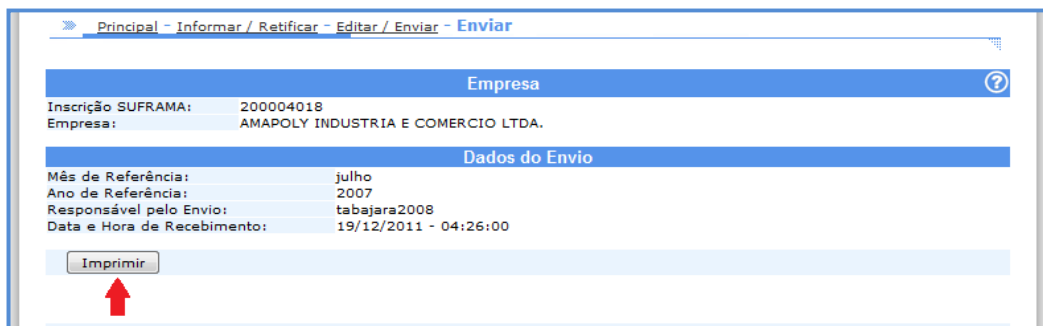 Principal - Informar / Retificar - Editar / Enviar - Enviar
Empresa ?
Inscrição SUFRAMA: 200004018
Empresa: AMAPOLY INDUSTRIA E COMERCIO LTDA.
Dados do Envio
Mês de Referência: julho
Ano de Referência: 2007
Responsável pelo Envio: tabajara2008
Data e Hora de Recebimento: 19/12/2011 - 04:26:00
Imprimir